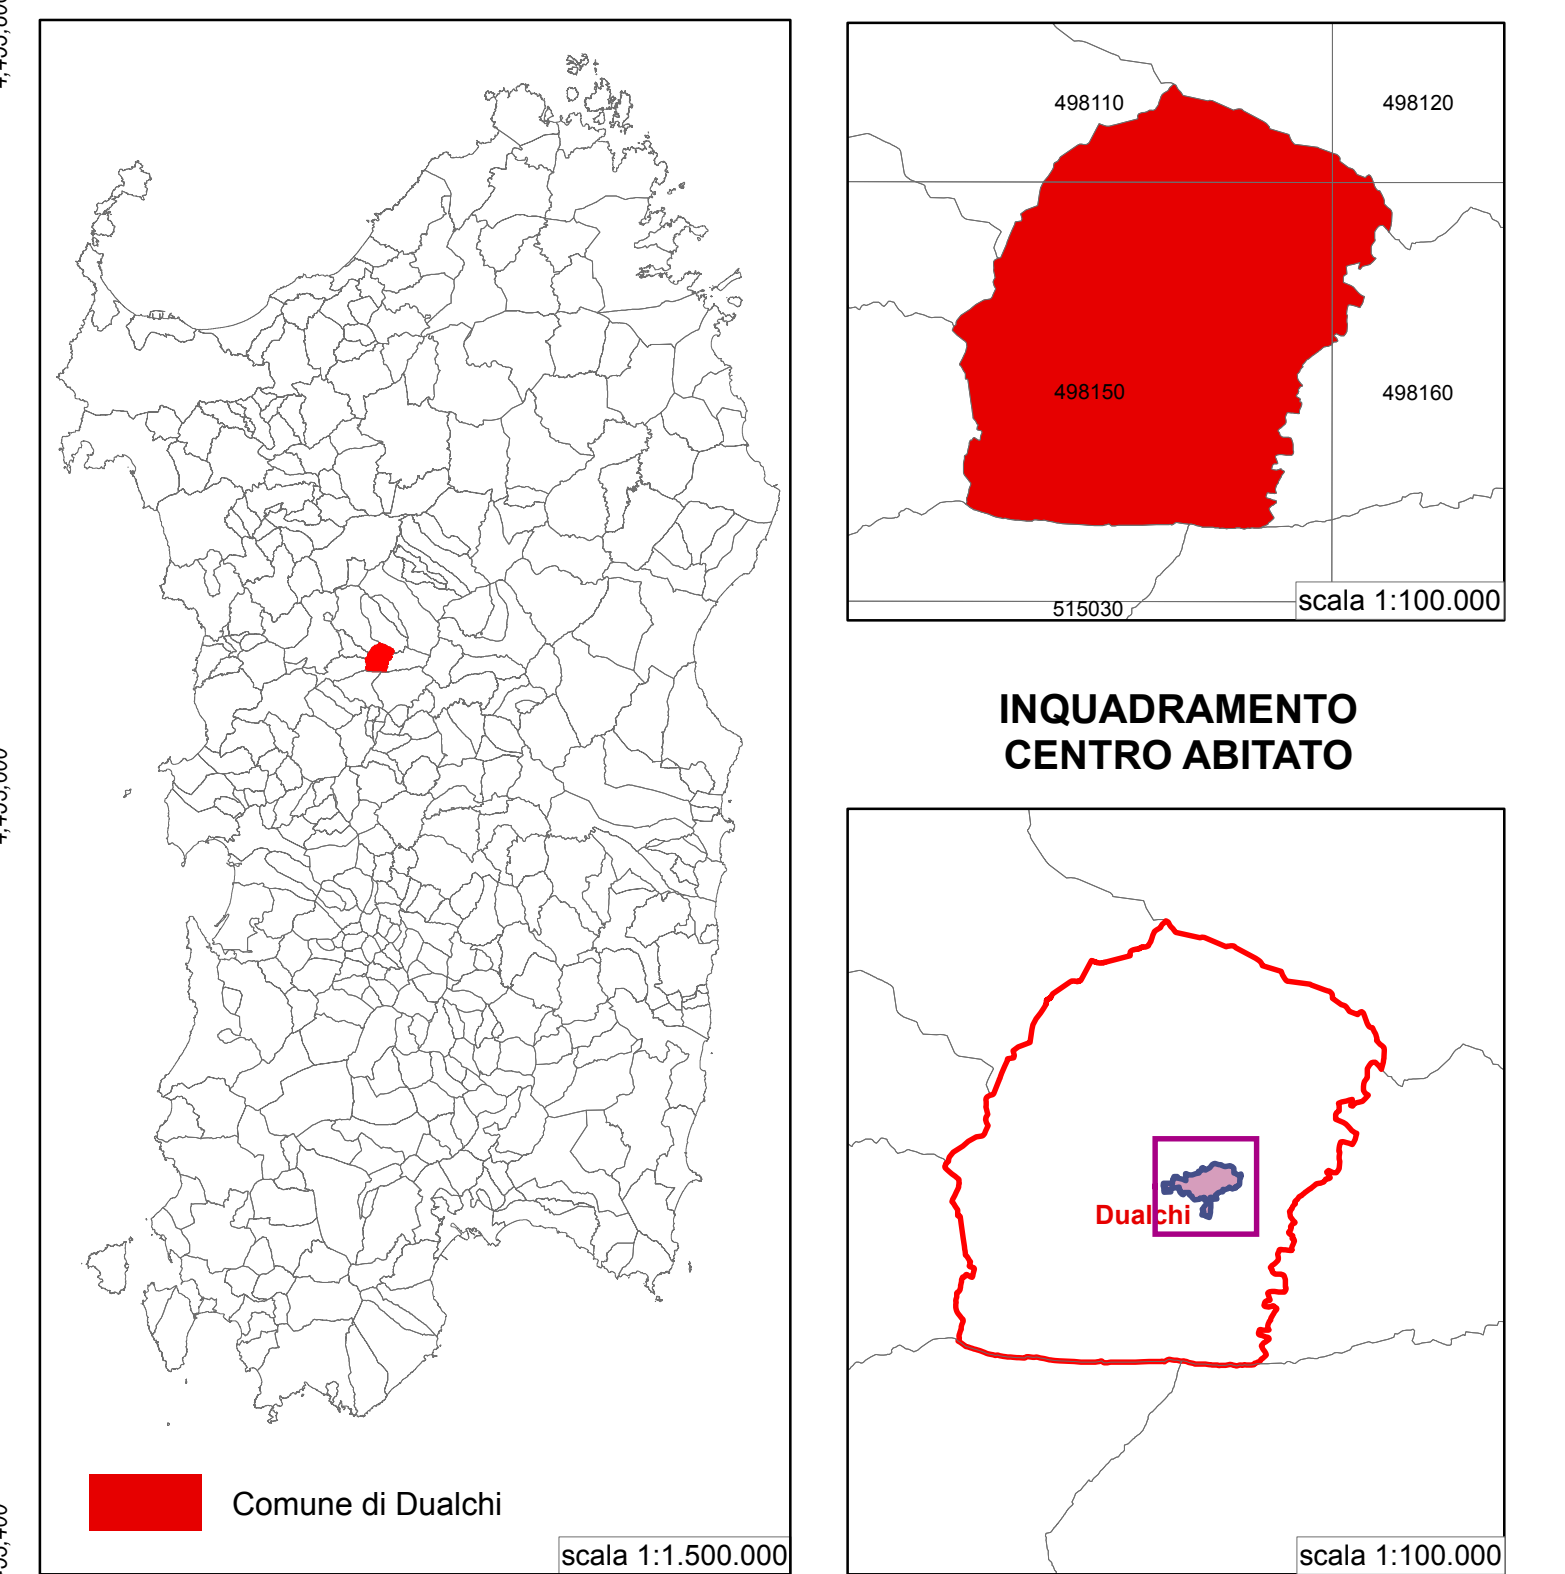 Comune di Dualchi
scala 1:1.500.000
498110
498120
498150
498160
515030
scala 1:100.000
INQUADRAMENTO
CENTRO ABITATO
Dualchi
scala 1:100.000